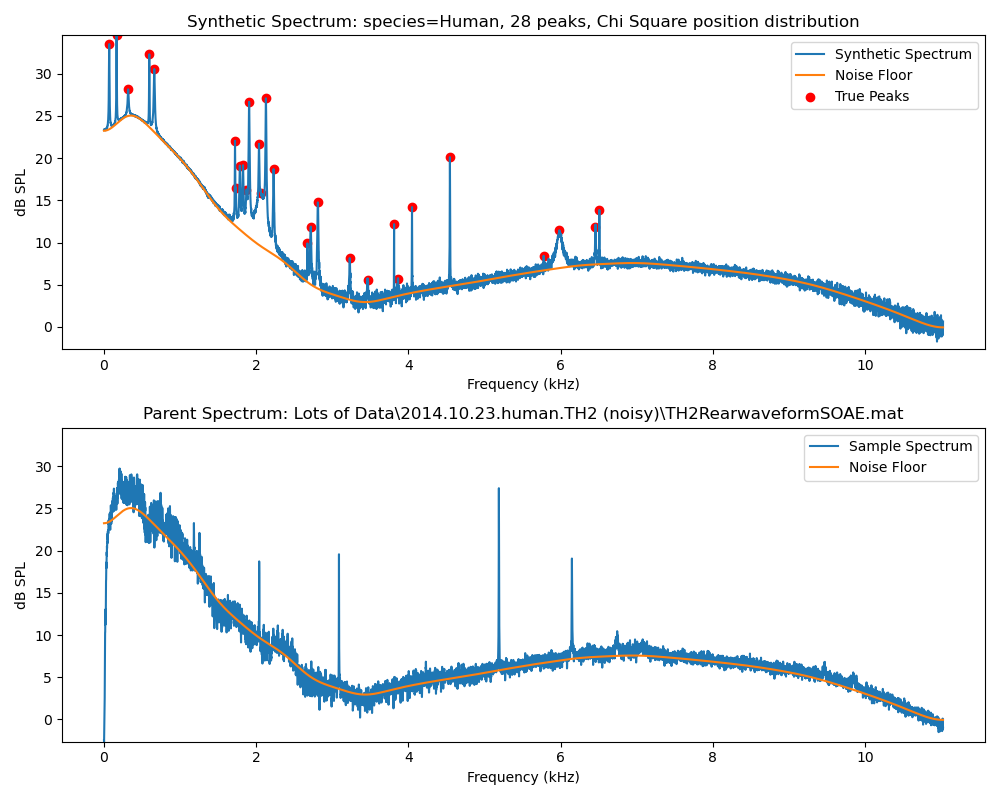 Synthetic Spectrum: species=Human, 28 peaks, Chi Square position distribution
Synthetic Spectrum
Noise Floor
True Peaks
dB SPL
30
25
20
15
10
5
0
0 2 4 6 8 10
Frequency (kHz)
Parent Spectrum: Lots of Data\2014.10.23.human.TH2 (noisy)\TH2RearwaveformSOAE.mat
Sample Spectrum
Noise Floor
dB SPL
30
25
20
15
10
5
0
0 2 4 6 8 10
Frequency (kHz)